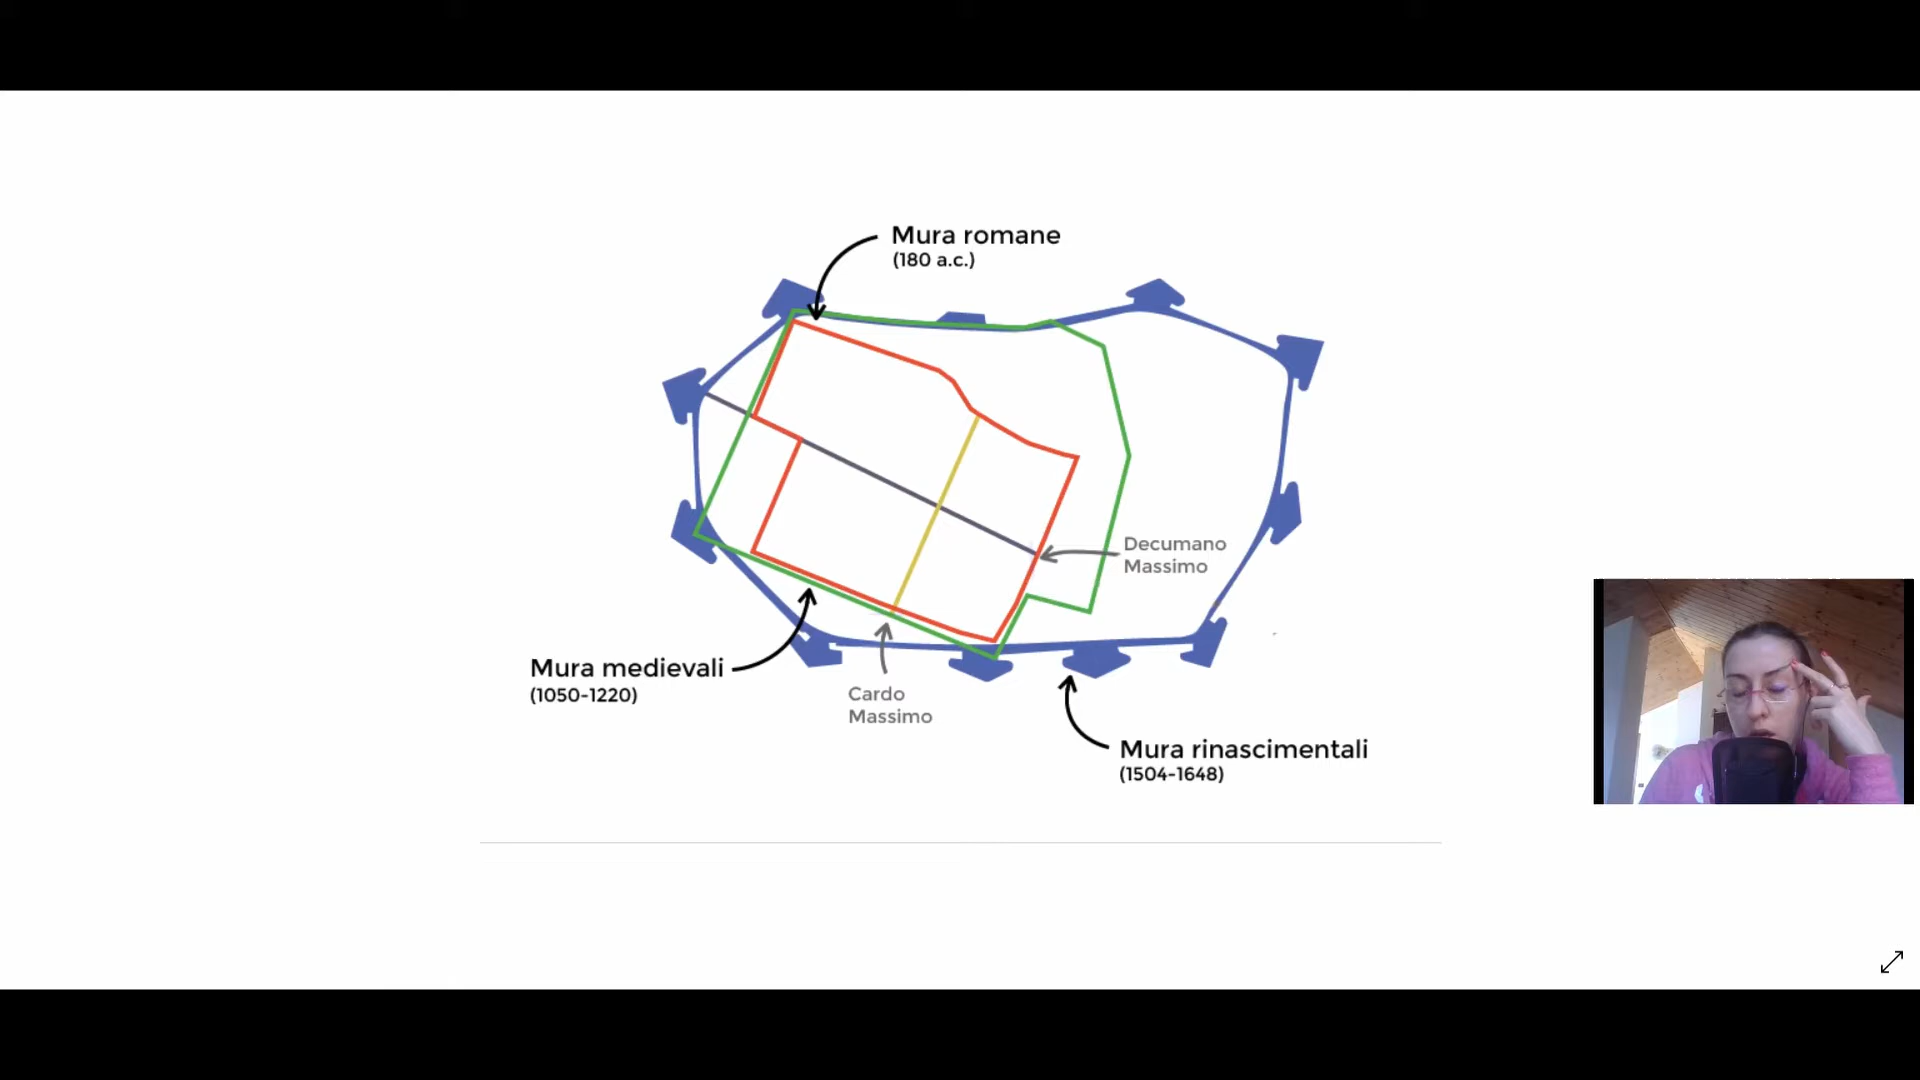 Mura romane
(180 a.c.)
Decumano
Massimo
Mura medievali
(1050-1220)
Cardo
Massimo
Mura rinascimentali
(1504-1648)